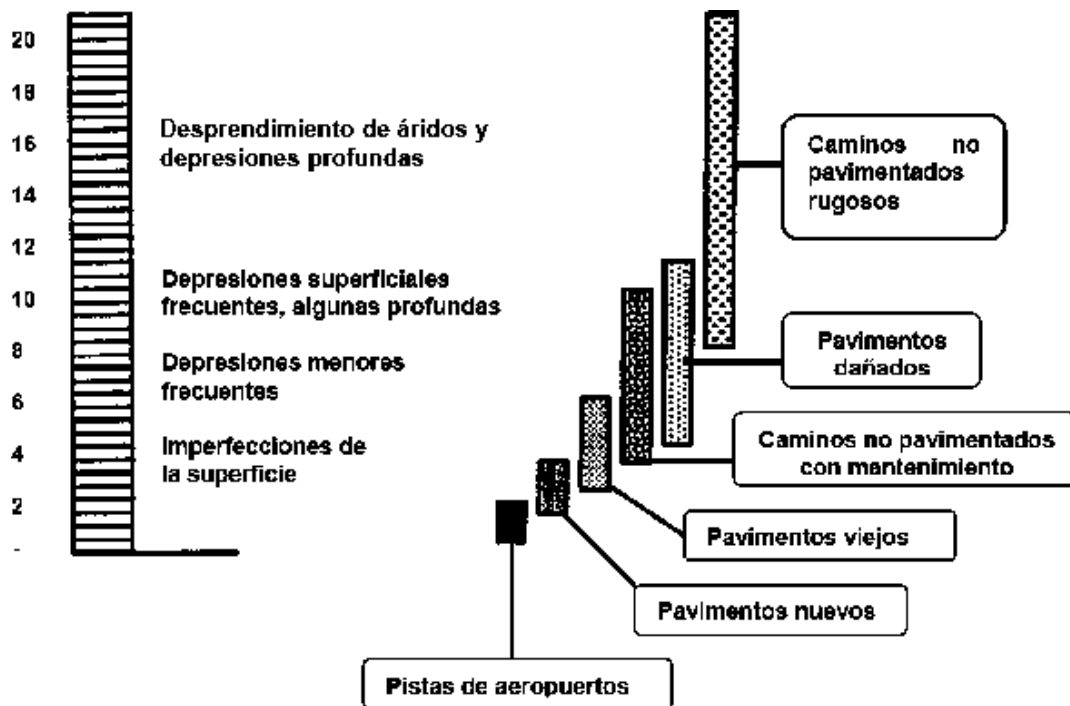 20
18
16
14
12
10
8
6
4
2
-
Desprendimiento de áridos y
depresiones profundas
Depresiones superficiales
frecuentes, algunas profundas
Depresiones menores
frecuentes
Imperfecciones de
la superficie
Caminos no
pavimentados
rugosos
Pavimentos
dañados
Caminos no pavimentados
con mantenimiento
Pavimentos viejos
Pavimentos nuevos
Pistas de aeropuertos